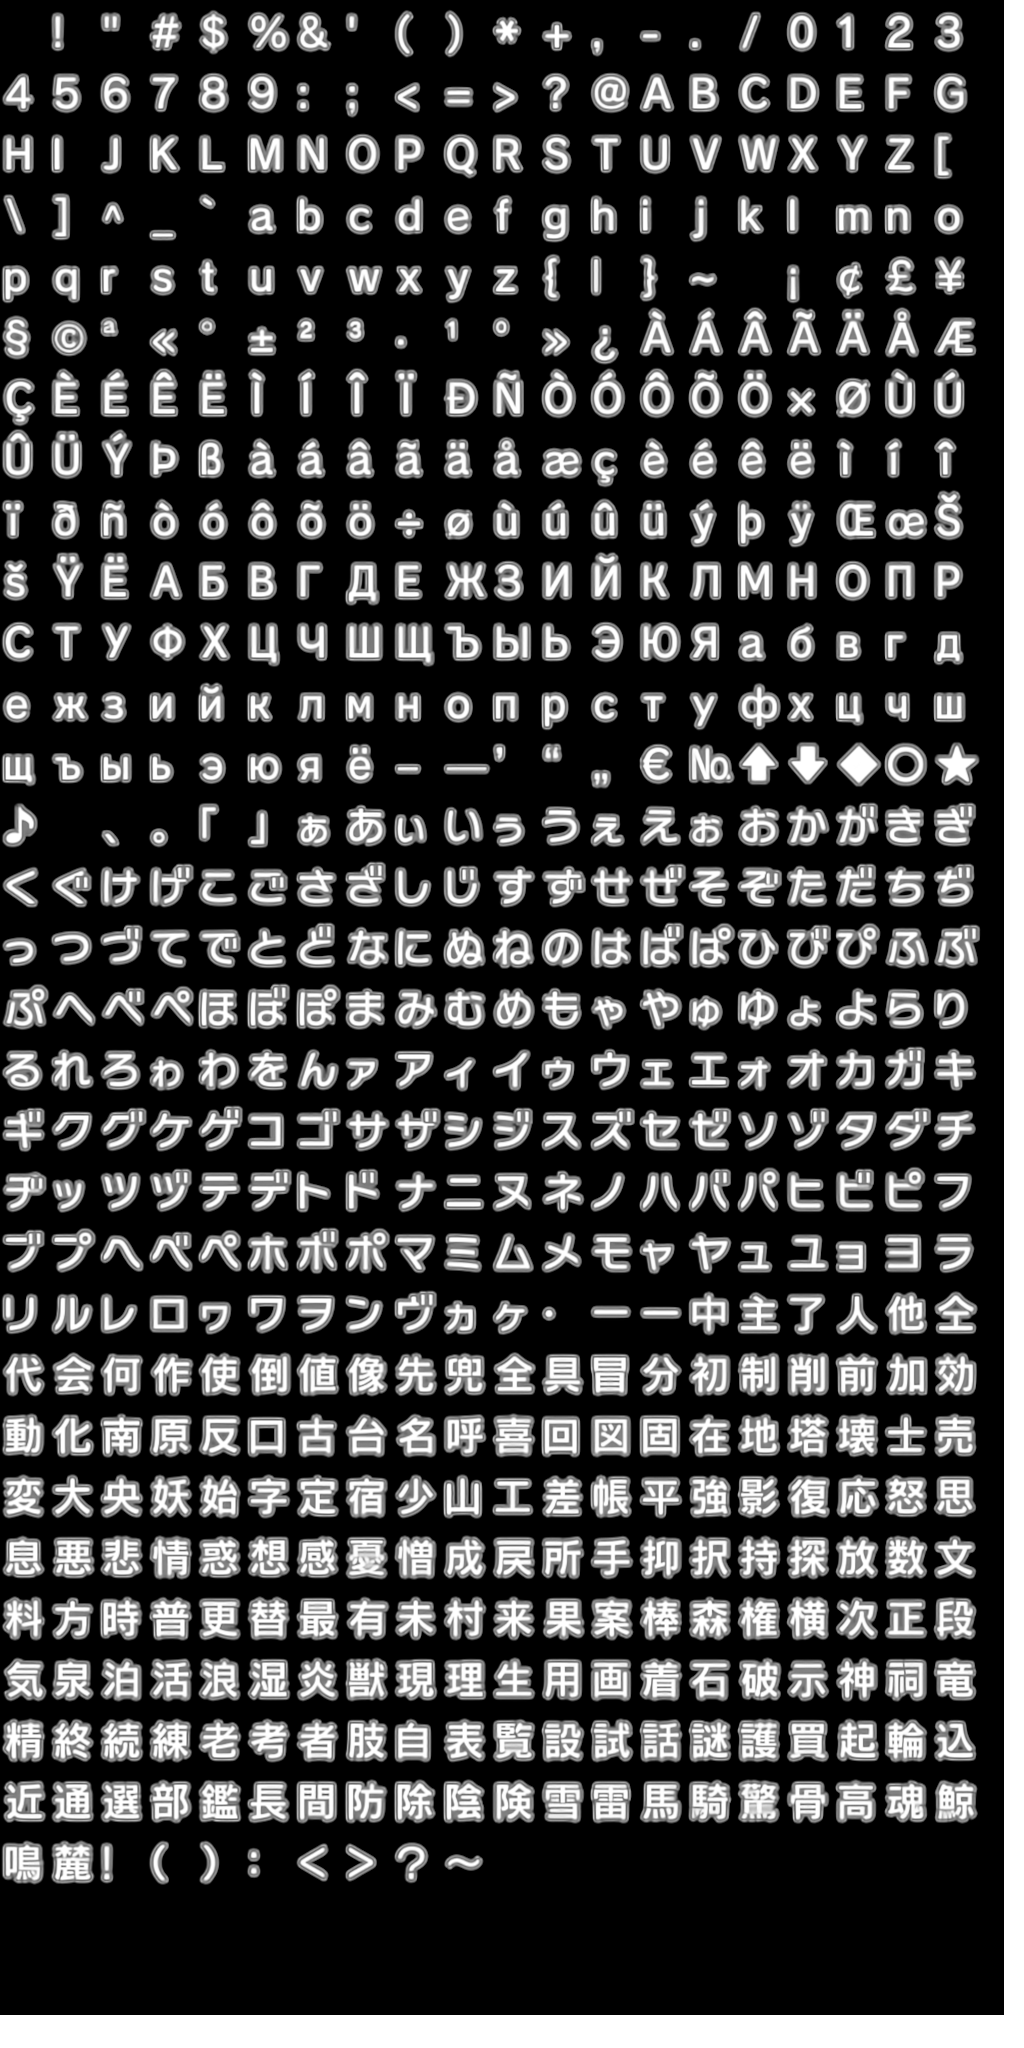 ! " # $ % & ' ( ) * + , - . / 0 1 2 3
4 5 6 7 8 9 : ; < = > ? @ A B C D E F G
H I J K L M N O P Q R S T U V W X Y Z [
\ ] ^ _ ` a b c d e f g h i j k l m n o
p q r s t u v w x y z { | } ~ ¡ ¢ £ ¥
§ © ª « ° ± ² ³ · ¹ º » ¿ À Á Â Ã Ä Å Æ
Ç È É Ê Ë Ì Í Î Ï Ð Ñ Ò Ó Ô Õ Ö × Ø Ù Ú
Û Ü Ý Þ ß à á â ã ä å æ ç è é ê ë ì í î
ï ð ñ ò ó ô õ ö ÷ ø ù ú û ü ý þ ÿ Œ œ Š
š Ÿ Ё А Б В Г Д Е Ж З И Й К Л М Н О П Р
С Т У Ф Х Ц Ч Ш Щ Ъ Ы Ь Э Ю Я а б в г д
е ж з и й к л м н о п р с т у ф х ц ч ш
щ ъ ы ь э ю я ё – — ’ “ „ € № ⬆ ⬇ ◆ ○ ★
♪ 、 。 「 」 ぁ あ ぃ い ぅ う ぇ え ぉ お か が き ぎ
く ぐ け げ こ ご さ ざ し じ す ず せ ぜ そ ぞ た だ ち ぢ
っ つ づ て で と ど な に ぬ ね の は ば ぱ ひ び ぴ ふ ぶ
ぷ へ べ ぺ ほ ぼ ぽ ま み む め も ゃ や ゅ ゆ ょ よ ら り
る れ ろ ゎ わ を ん ァ ア ィ イ ゥ ウ ェ エ ォ オ カ ガ キ
ギ ク グ ケ ゲ コ ゴ サ ザ シ ジ ス ズ セ ゼ ソ ゾ タ ダ チ
ヂ ッ ツ ヅ テ デ ト ド ナ ニ ヌ ネ ノ ハ バ パ ヒ ビ ピ フ
ブ プ ヘ ベ ペ ホ ボ ポ マ ミ ム メ モ ャ ヤ ュ ユ ョ ヨ ラ
リ ル レ ロ ヮ ワ ヲ ン ヴ ヵ ヶ ・ ー 一 中 主 了 人 他 仝
代 会 何 作 使 倒 値 像 先 兜 全 具 冒 分 初 制 削 前 加 効
動 化 南 原 反 口 古 台 名 呼 喜 回 図 固 在 地 塔 壊 士 売
変 大 央 妖 始 字 定 宿 少 山 工 差 帳 平 強 影 復 応 怒 思
息 悪 悲 情 惑 想 感 憂 憎 成 戻 所 手 抑 択 持 探 放 数 文
料 方 時 普 更 替 最 有 未 村 来 果 案 棒 森 権 横 次 正 段
気 泉 泊 活 浪 湿 炎 獣 現 理 生 用 画 着 石 破 示 神 祠 竜
精 終 続 練 老 考 者 肢 自 表 覧 設 試 話 謎 護 買 起 輪 込
近 通 選 部 鑑 長 間 防 除 陰 険 雪 雷 馬 騎 驚 骨 高 魂 鯨
鳴 麓 ! ( ) : < > ? ～